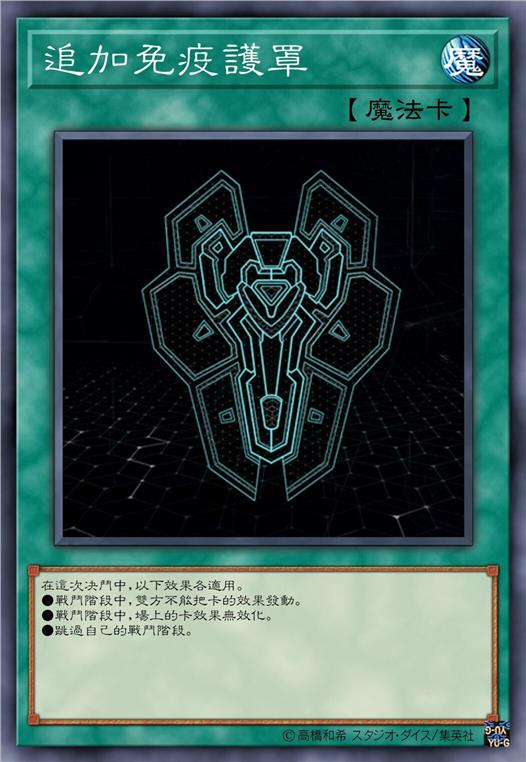 追加免疫護罩
魔
【魔法卡】
在這次決鬥中,以下效果各適用。
●戰鬥階段中,雙方不能把卡的效果發動。
●戰鬥階段中,場上的卡效果無效化。
●跳過自己的戰鬥階段。
©高橋和希 スタジオ・ダイス/集英社
YU-G